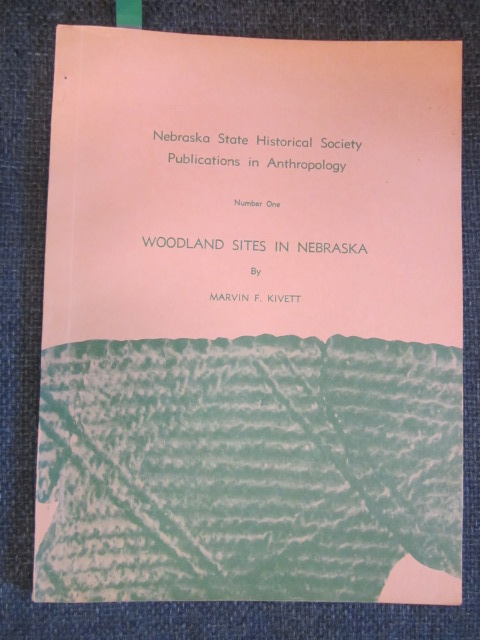 Nebraska State Historical Society
Publications in Anthropology
Number One
WOODLAND SITES IN NEBRASKA
By
MARVIN F. KIVETT